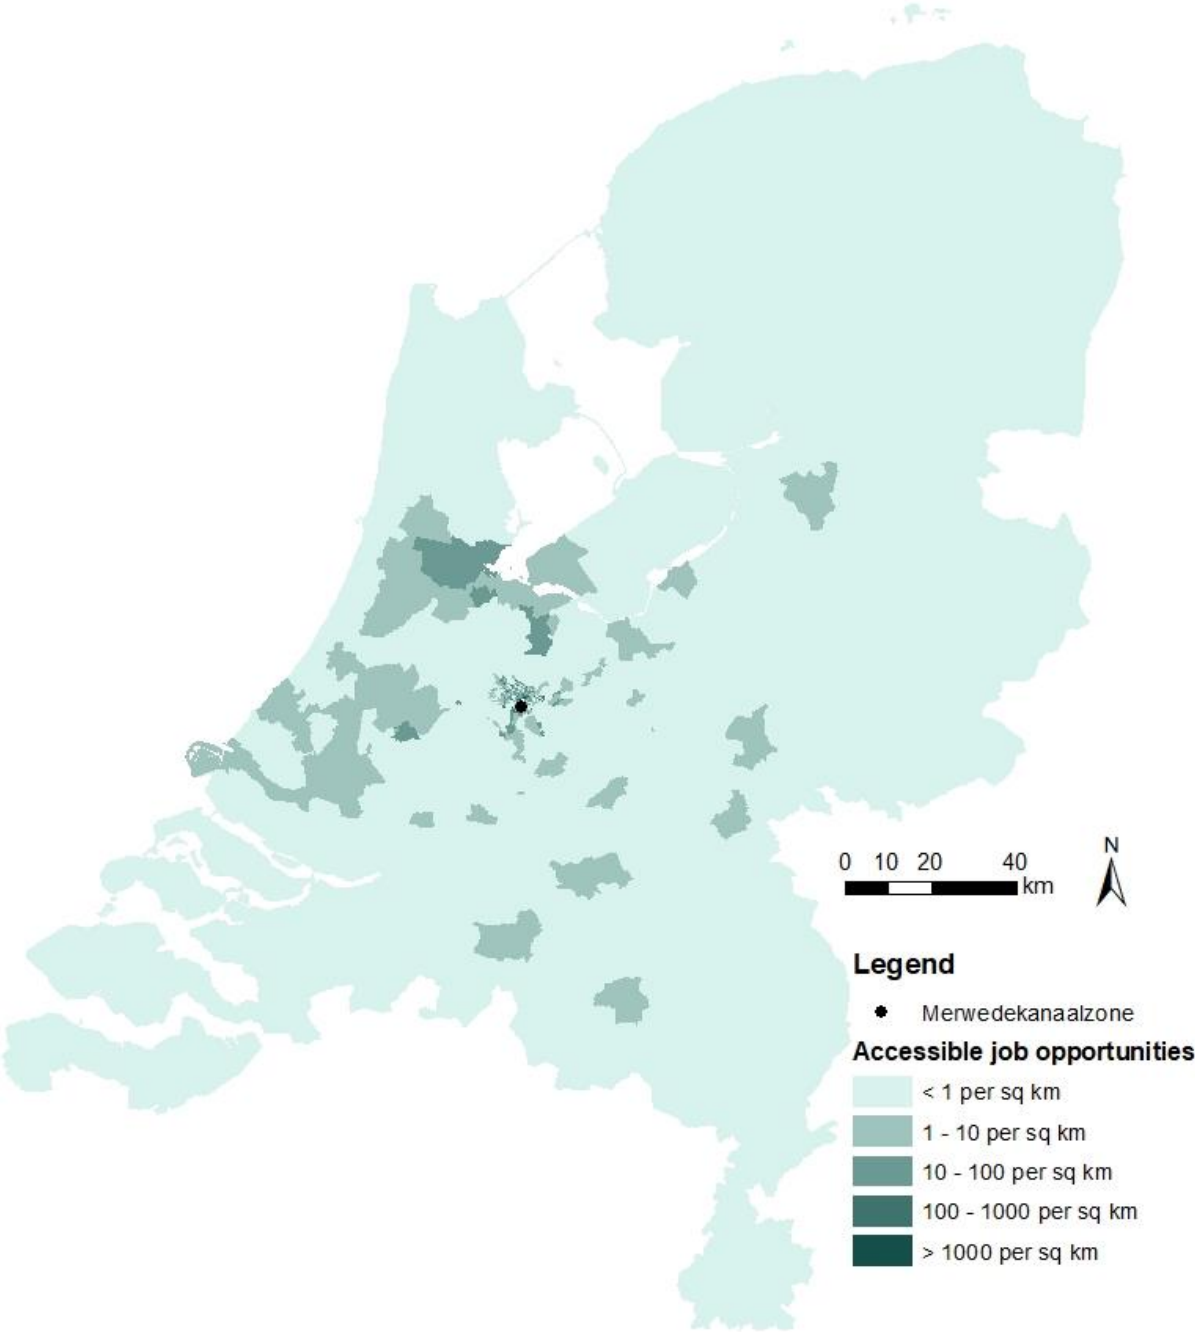 N
0 10 20 40
km
Legend
Merwedekanaalzone
Accessible job opportunities
< 1 per sq km
1 - 10 per sq km
10 - 100 per sq km
100 - 1000 per sq km
> 1000 per sq km